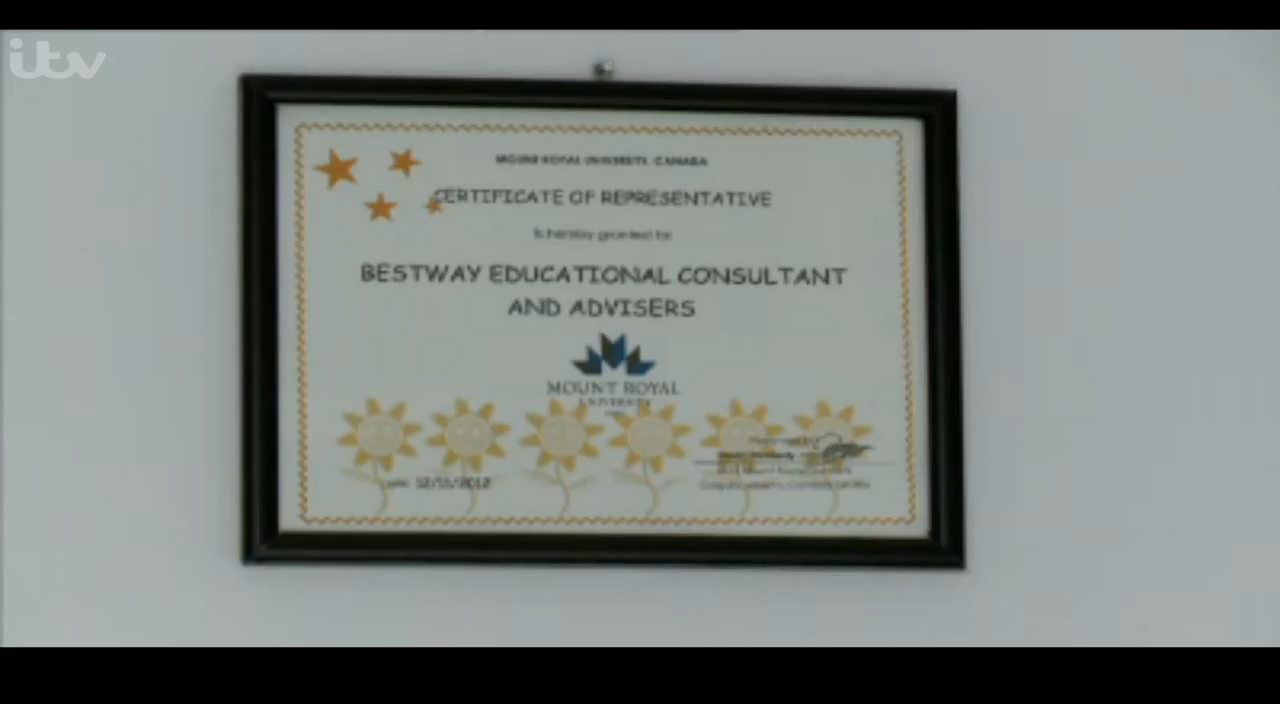 itv
MOUNT ROYAL UNIVERSITY, CANADA
CERTIFICATE OF REPRESENTATIVE
Is hereby granted to:
BESTWAY EDUCATIONAL CONSULTANT
AND ADVISERS
MOUNT ROYAL
UNIVERSITY